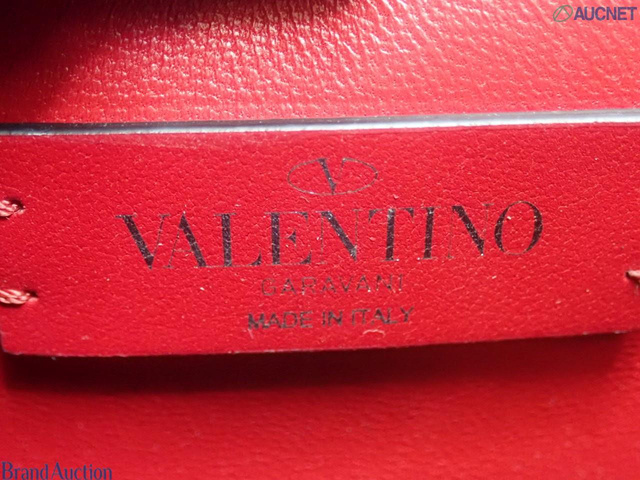 AUCNET
V
VALENTINO
GARAVANI
MADE IN ITALY
Brand Auction